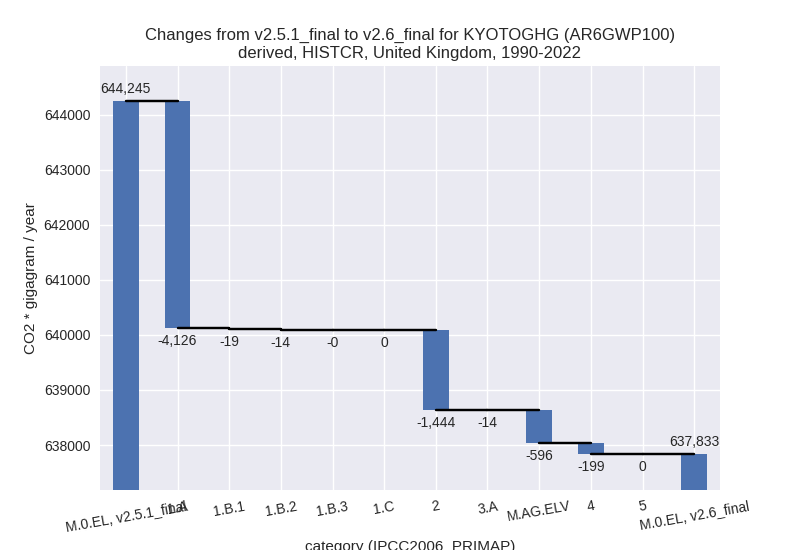 Changes from v2.5.1_final to v2.6_final for KYOTOGHG (AR6GWP100)
derived, HISTCR, United Kingdom, 1990-2022
CO2 * gigagram / year
644000
643000
642000
641000
640000
639000
638000
644,245
-4,126
-19
-14
-0
0
-1,444
-14
-596
-199
0
637,833
M.0.EL, v2.5.1_final
1.A
1.B.1
1.B.2
1.B.3
1.C
2
3.A
M.AG.ELV
4
5
M.0.EL, v2.6_final
category (IPCC2006_PRIMAP)